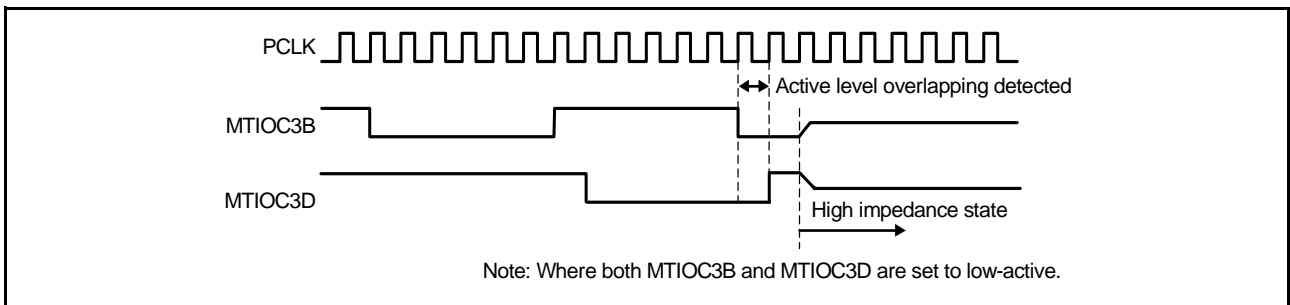 PCLK
Active level overlapping detected
MTIOC3B
MTIOC3D
High impedance state
Note: Where both MTIOC3B and MTIOC3D are set to low-active.